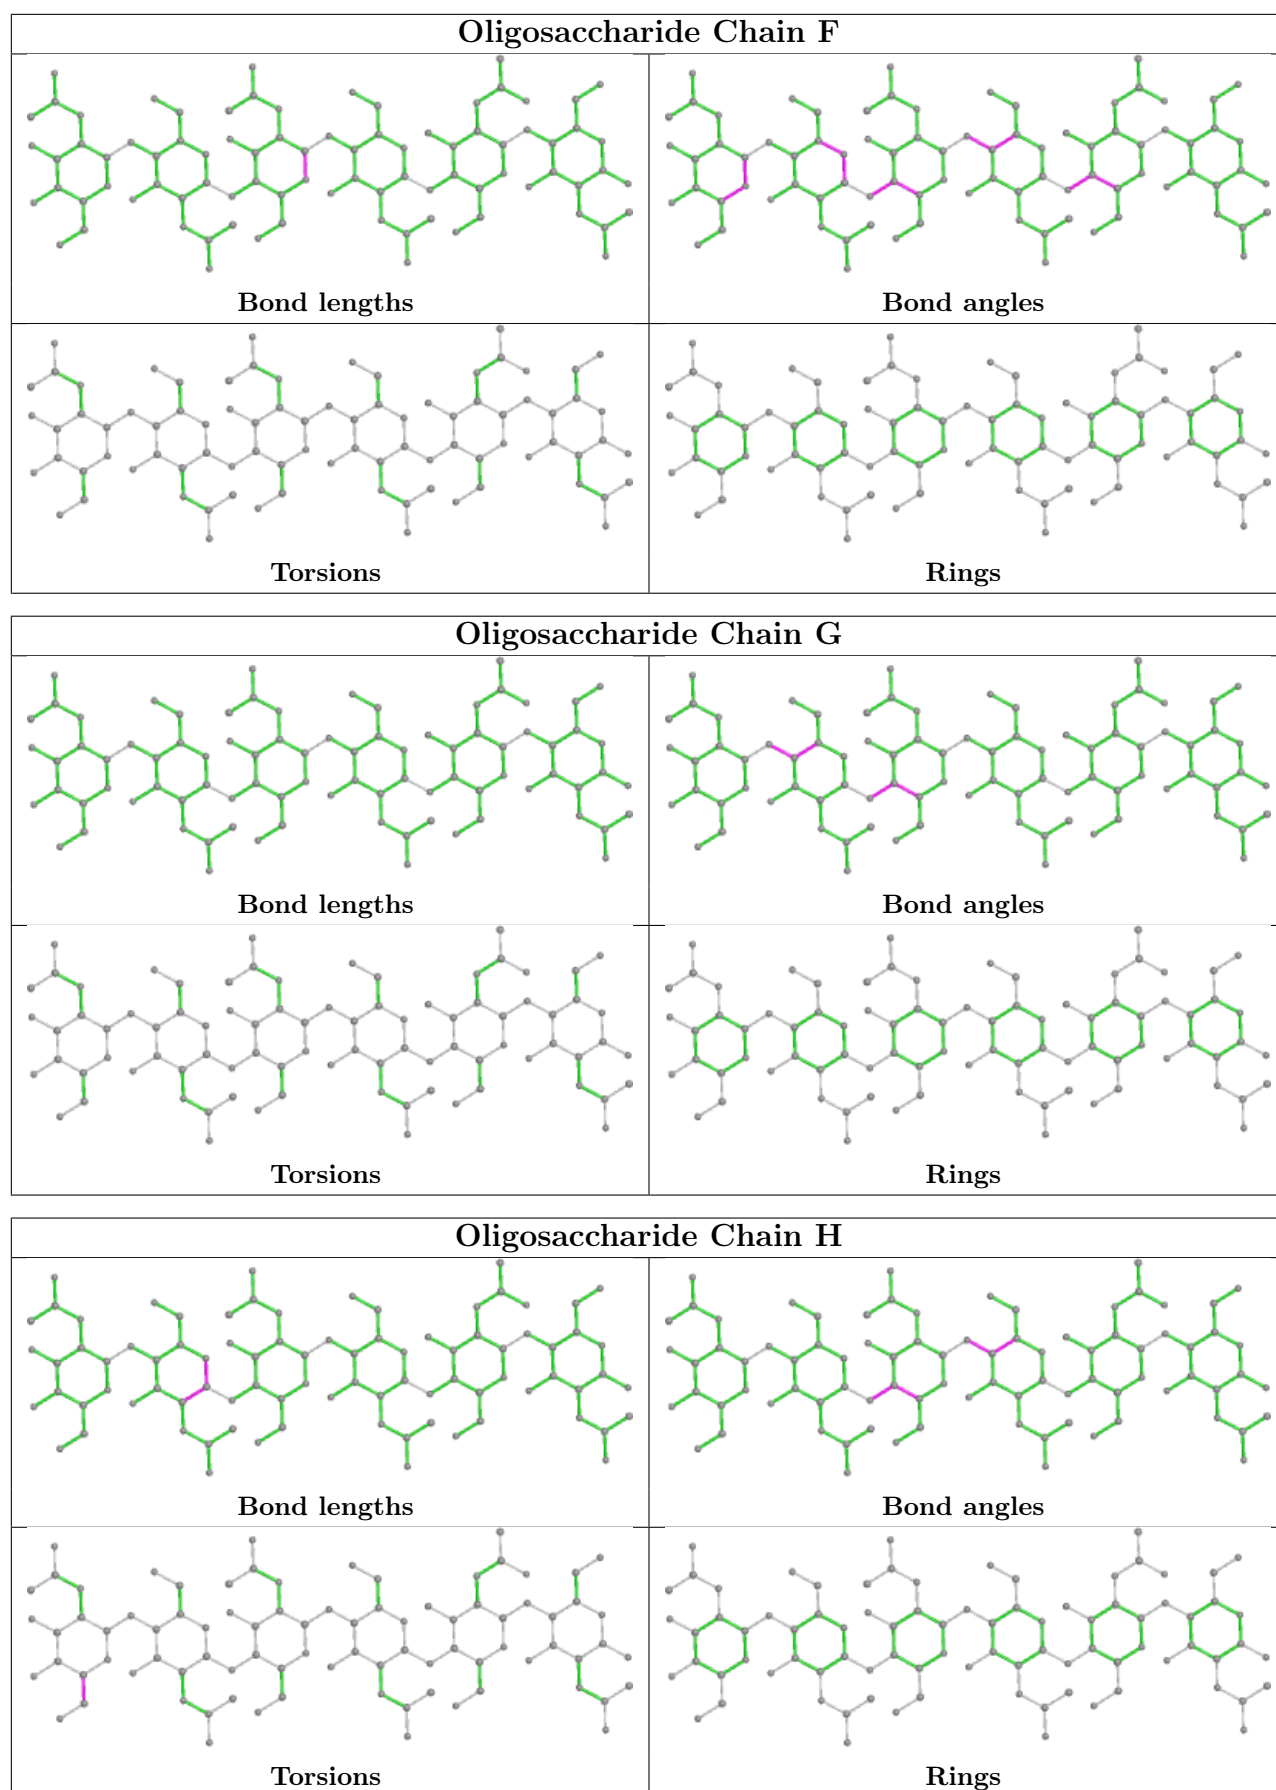 Oligosaccharide Chain F
Bond lengths
Bond angles
Torsions
Rings
Oligosaccharide Chain G
Bond lengths
Bond angles
Torsions
Rings
Oligosaccharide Chain H
Bond lengths
Bond angles
Torsions
Rings